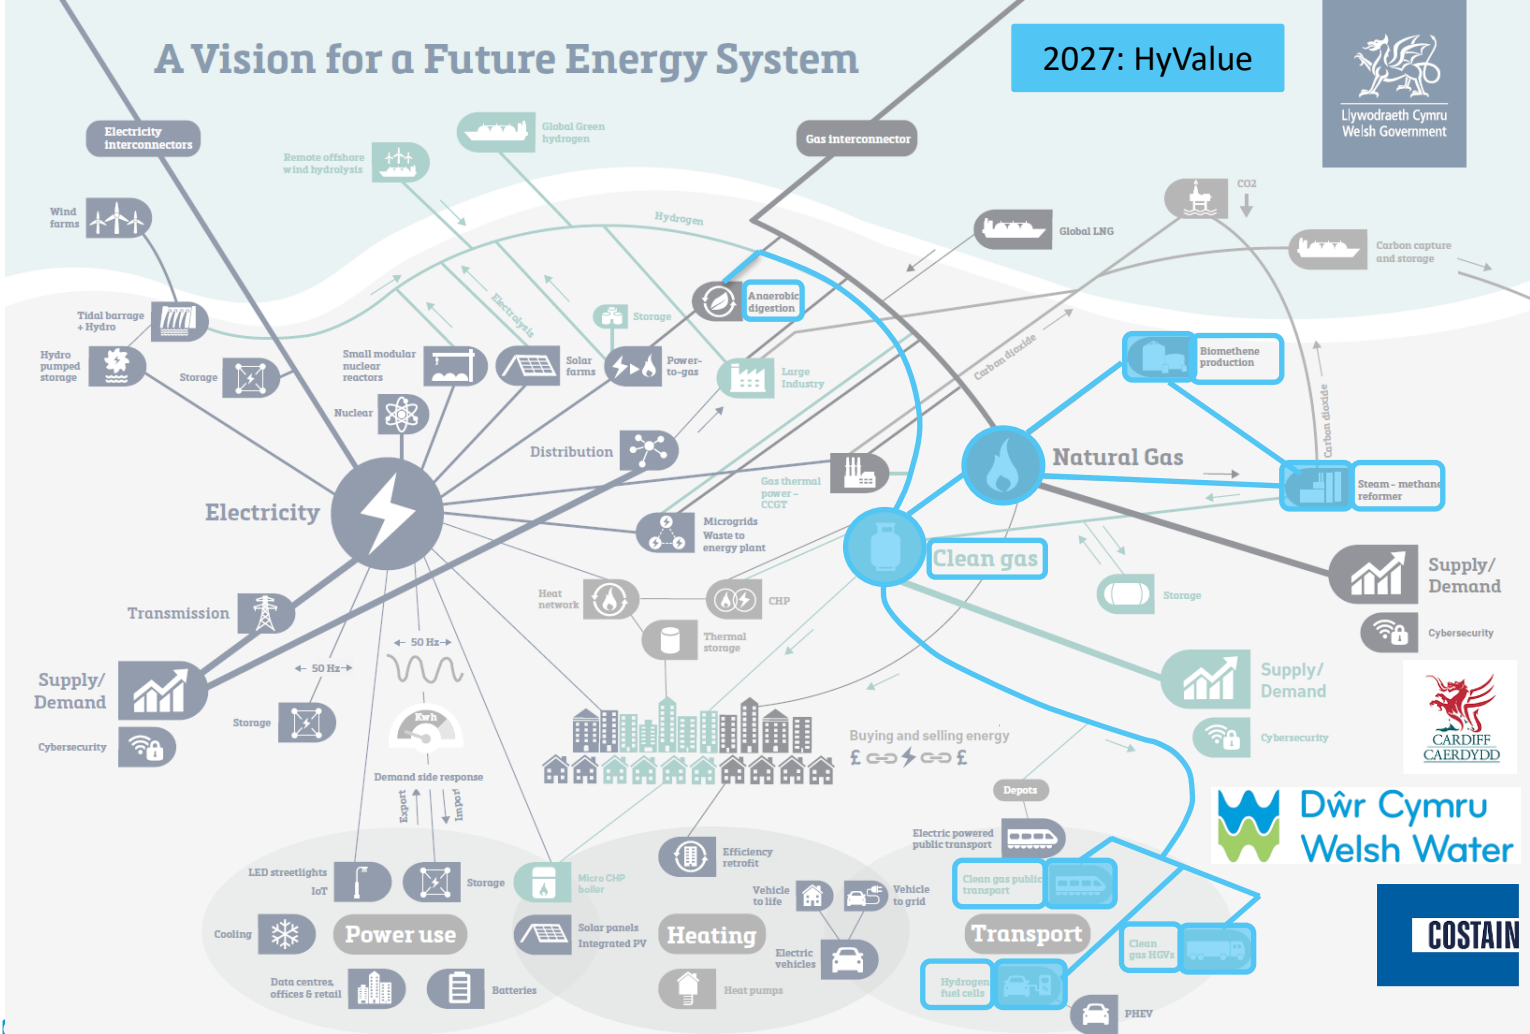 A Vision for a Future Energy System
2027: HyValue
Llywodraeth Cymru
Welsh Government
Electricity
interconnectors
Remote offshore
wind hydrolysis
Global Green
hydrogen
Gas interconnector
CO2
Wind
farms
Hydrogen
Global LNG
Carbon capture
and storage
Anaerobic
digestion
Electrolysis
Storage
Tidal barrage
+ Hydro
Hydro
pumped
storage
Storage
Small modular
nuclear
reactors
Solar
farms
Power-
to-gas
Large
Industry
Carbon dioxide
Biomethene
production
Carbon dioxide
Nuclear
Distribution
Natural Gas
Gas thermal
power –
CCGT
Steam - methane
reformer
Electricity
Microgrids
Waste to
energy plant
Clean gas
Supply/
Demand
Storage
Cybersecurity
Heat
network
CHP
Transmission
Thermal
storage
50 Hz
50 Hz
Supply/
Demand
Supply/
Demand
Storage
Kwh
Cybersecurity
Cybersecurity
Buying and selling energy
£ £
CARDIFF
CAERDYDD
Demand side response
Export
Import
Depots
Dŵr Cymru
Welsh Water
Electric powered
public transport
Efficiency
retrofit
LED streetlights
IoT
Storage
Micro CHP
boiler
Vehicle
to life
Vehicle
to grid
Clean gas public
transport
Cooling
Power use
Solar panels
Integrated PV
Heating
Transport
Clean
gas HGVs
COSTAIN
Electric
vehicles
Data centres,
offices & retail
Batteries
Heat pumps
Hydrogen
fuel cells
PHEV